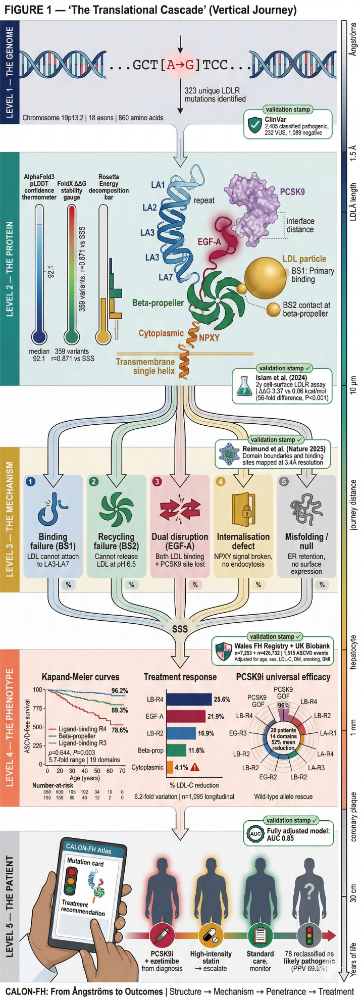 FIGURE 1 — ‘The Translational Cascade’ (Vertical Journey)
LEVEL 1 — THE GENOME
...GCT[A→G]TCC...
323 unique LDLR
mutations identified
Chromosome 19p13.2 | 18 exons | 860 amino acids
validation stamp
ClinVar
2,405 classified pathogenic,
232 VUS, 1,089 negative
LEVEL 2 — THE PROTEIN
AlphaFold3
pLDDT
confidence
thermometer
FoldX ΔΔG
stability
gauge
Rosetta
Energy
decomposition
bar
92.1
359 variants, r=0.871 vs SSS
median
92.1
359 variants
r=0.871 vs SSS
LA1
repeat
LA2
LA3
LA3
LA7
PCSK9
interface
distance
EGF-A
LDL particle
BS1: Primary
binding
BS2 contact at
beta-propeller
Beta-propeller
Cytoplasmic
NPXY
Transmembrane
single helix
validation stamp ✓
Islam et al. (2024)
2y cell-surface LDLR assay
| ΔΔG 3.37 vs 0.06 kcal/mol
(56-fold difference, P<0.001)
validation stamp ✓
Reimund et al. (Nature 2025)
Domain boundaries and binding
sites mapped at 3.4Å resolution
LEVEL 3 — THE MECHANISM
1
Binding
failure (BS1)
LDL cannot attach
to LA3-LA7
%
2
Recycling
failure (BS2)
Cannot release
LDL at pH 6.5
%
3
Dual disruption
(EGF-A)
Both LDL binding
+ PCSK9 site lost
%
4
Internalisation
defect
NPXY signal broken,
no endocytosis
%
5
Misfolding /
null
ER retention,
no surface
expression
%
SSS
validation stamp ✓
Wales FH Registry + UK Biobank
n=7,253 + n=426,732 | 1,515 ASCVD events
Adjusted for age, sex, LDL-C, DM, smoking, BMI
LEVEL 4 — THE PHENOTYPE
Kapand-Meier curves
ASCVD-free survival
100
775
500
225
0
96.2%
89.3%
78.6%
Ligand-binding R4
Beta-propeller
Ligand-binding R3
ρ=0.644, P=0.003
5.7-fold range | 19 domains
0 10 20 30 40 50 60 70
Age (years)
Number-at-risk
368 809 106 192 34 10 0
193 159 88 48 12 2 0
Treatment response
LB-R4 25.6%
EGF-A 21.9%
LB-R2 16.9%
Beta-prop 11.6%
Cytoplasmic 4.1%
% LDL-C reduction
6.2-fold variation | n=1,095 longitudinal
PCSK9i universal efficacy
PCSK9
GOF
96%
LB-R4
LB-R2
LA-R1
LA-R4
LA-R3
LB-R2
EG-R2
LB-R2
LB-R2
EG-R3
LB-R4
PCSK9
GOF
28 patients
14 domains
52% mean
reduction
Wild-type allele rescue
validation stamp ✓
AUC
Fully adjusted model:
AUC 0.85
LEVEL 5 — THE PATIENT
CALON-FH Atlas
Mutation card
Treatment
recommendation
?
PCSK9i
+ ezetimibe
from diagnosis
High-intensity
statin
→ escalate
Standard
care,
monitor
78 reclassified as
likely pathogenic
(PPV 69.8%)
Ångströms
1.5 Å
LDLÅ length
10 µm
journey distance
hepatocyte
1 mm
coronary plaque
30 cm
Years of life
CALON-FH: From Ångströms to Outcomes | Structure → Mechanism → Penetrance → Treatment